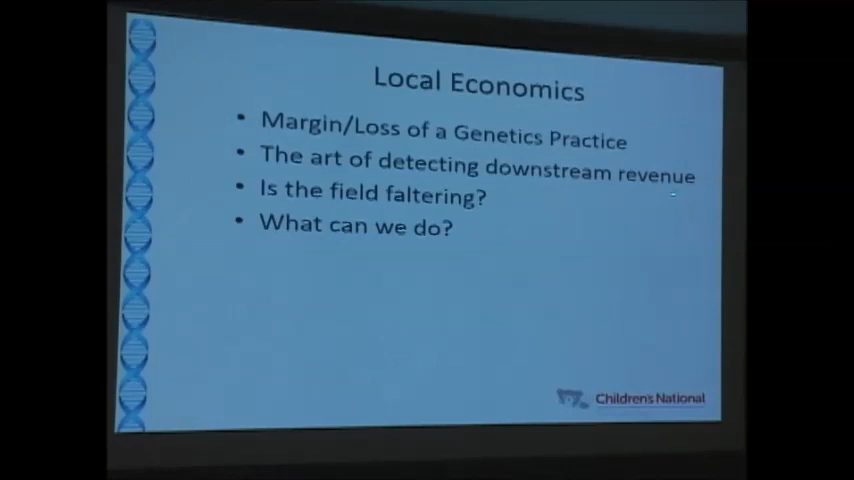 Local Economics
• Margin/Loss of a Genetics Practice
• The art of detecting downstream revenue
• Is the field faltering?
• What can we do?
Children's National